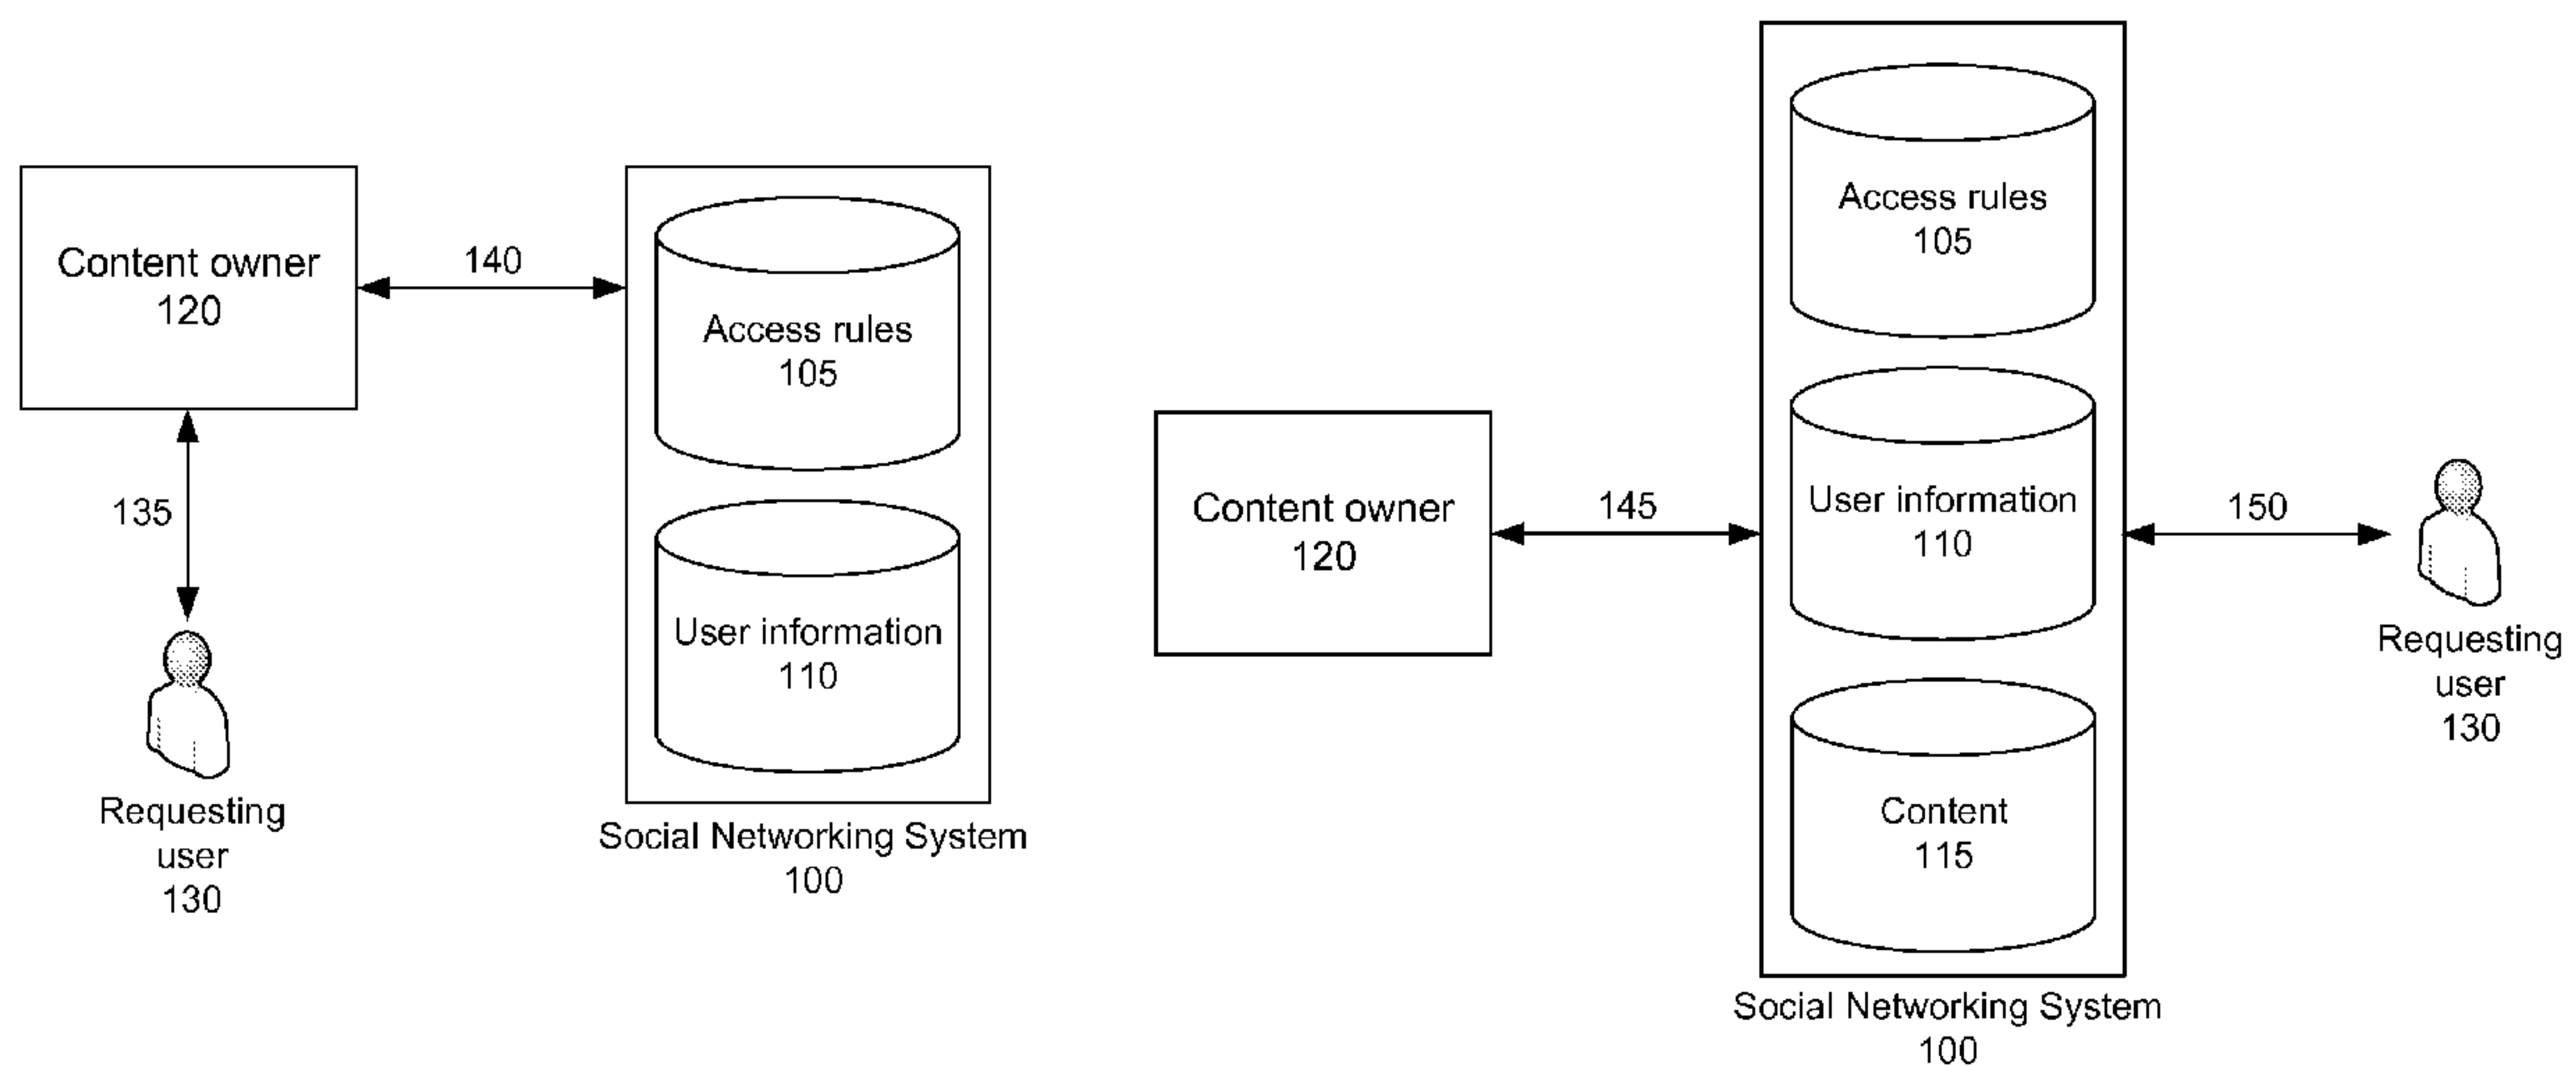 Content owner
120
140
Access rules
105
135
User information
110
Requesting
user
130
Social Networking System
100
Access rules
105
Content owner
120
145
User information
110
150
Requesting
user
130
Content
115
Social Networking System
100